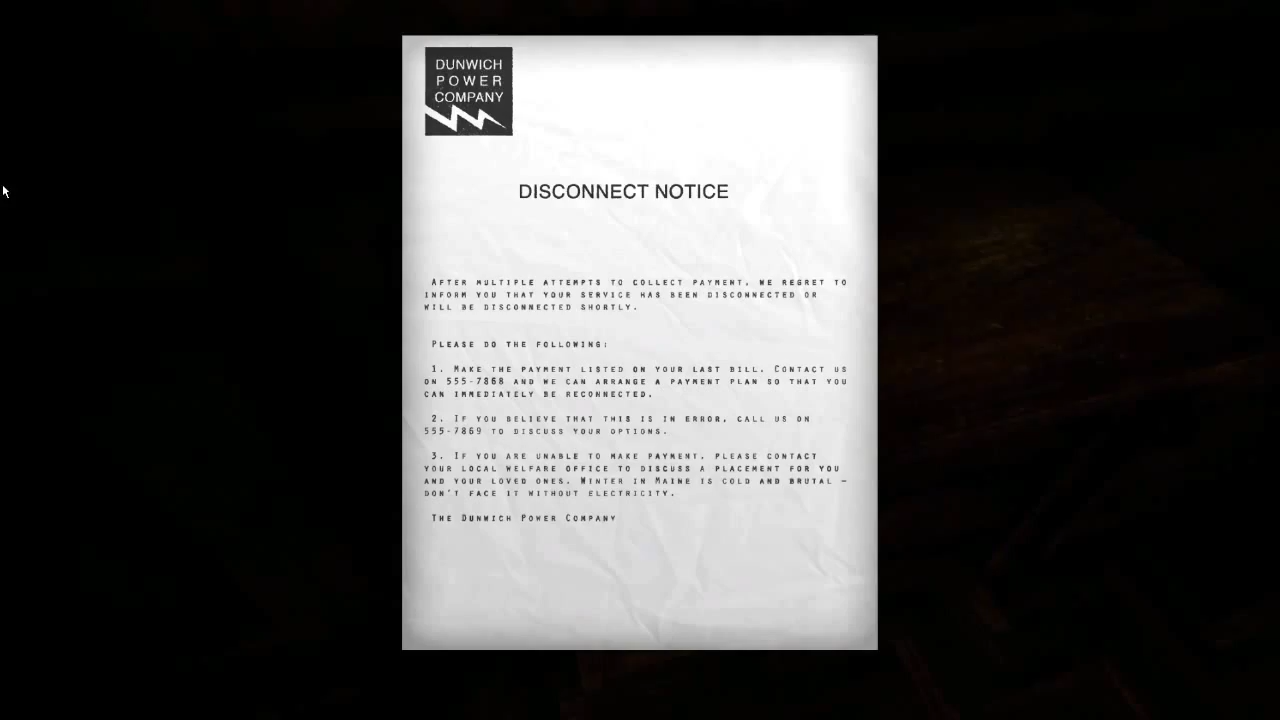 DUNWICH
POWER
COMPANY
DISCONNECT NOTICE
AFTER MULTIPLE ATTEMPTS TO COLLECT PAYMENT, WE REGRET TO
INFORM YOU THAT YOUR SERVICE HAS BEEN DISCONNECTED OR
WILL BE DISCONNECTED SHORTLY.
PLEASE DO THE FOLLOWING:
1. MAKE THE PAYMENT LISTED ON YOUR LAST BILL. CONTACT US
ON 555-7868 AND WE CAN ARRANGE A PAYMENT PLAN SO THAT YOU
CAN IMMEDIATELY BE RECONNECTED.
2. IF YOU BELIEVE THAT THIS IS IN ERROR, CALL US ON
555-7869 TO DISCUSS YOUR OPTIONS.
3. IF YOU ARE UNABLE TO MAKE PAYMENT, PLEASE CONTACT
YOUR LOCAL WELFARE OFFICE TO DISCUSS A PLACEMENT FOR YOU
AND YOUR LOVED ONES. WINTER IN MAINE IS COLD AND BRUTAL –
DON'T FACE IT WITHOUT ELECTRICITY.
THE DUNWICH POWER COMPANY